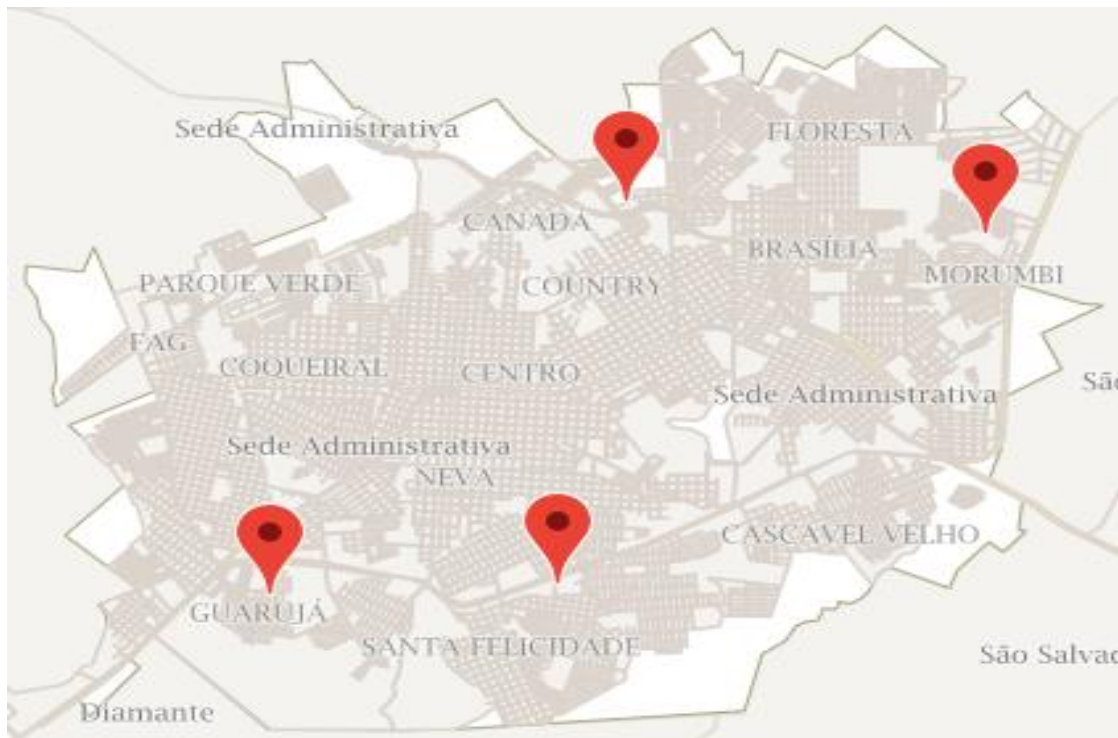 Sede Administrativa
FLORESTA
CANADÁ
BRASÍLIA
MORUMBI
PARQUE VERDE
COUNTRY
FAG
COQUEIRAL
CENTRO
São
Sede Administrativa
Sede Administrativa
NEVA
CASCAVEL VELHO
GUARUJÁ
SANTA FELICIDADE
São Salvad
Diamante